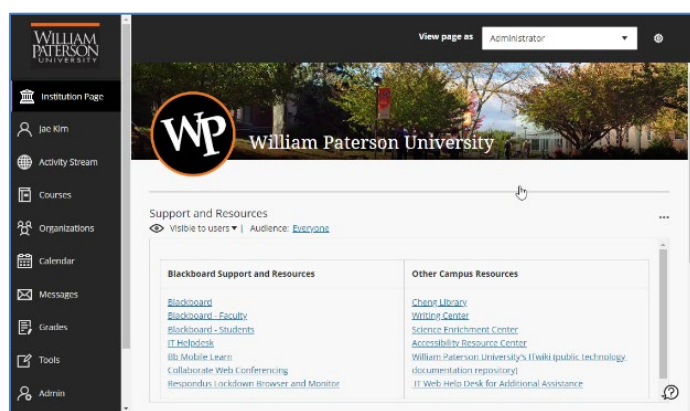 WILLIAM
PATERSON
UNIVERSITY
View page as
Administrator
Institution Page
Jae Kim
Activity Stream
Courses
Organizations
Calendar
Messages
Grades
Tools
Admin
WP
William Paterson University
Support and Resources
Visible to users | Audience: Everyone
Blackboard Support and Resources
Blackboard
Blackboard - Faculty
Blackboard - Students
IT Helpdesk
Bb Mobile Learn
Collaborate Web Conferencing
Respondus Lockdown Browser and Monitor
Other Campus Resources
Cheng Library
Writing Center
Science Enrichment Center
Accessibility Resource Center
William Paterson University's ITwiki (public technology
documentation repository)
IT Web Help Desk for Additional Assistance